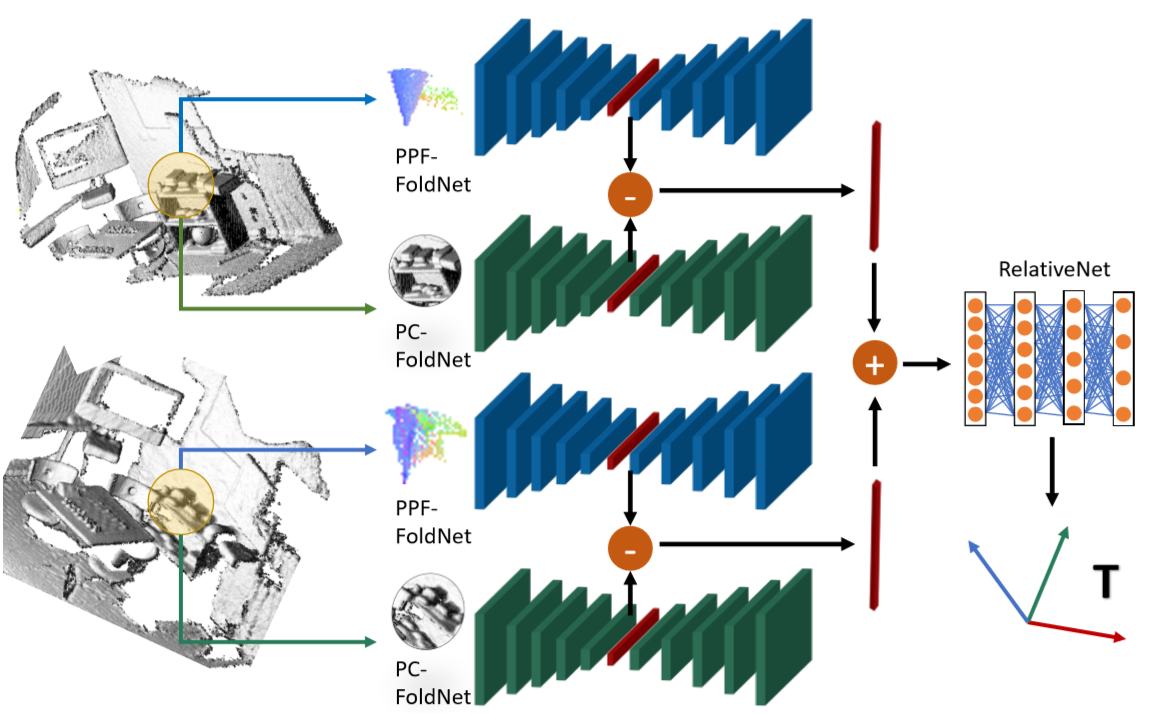 PPF-
FoldNet
-
PC-
FoldNet
RelativeNet
+
PPF-
FoldNet
-
PC-
FoldNet
T